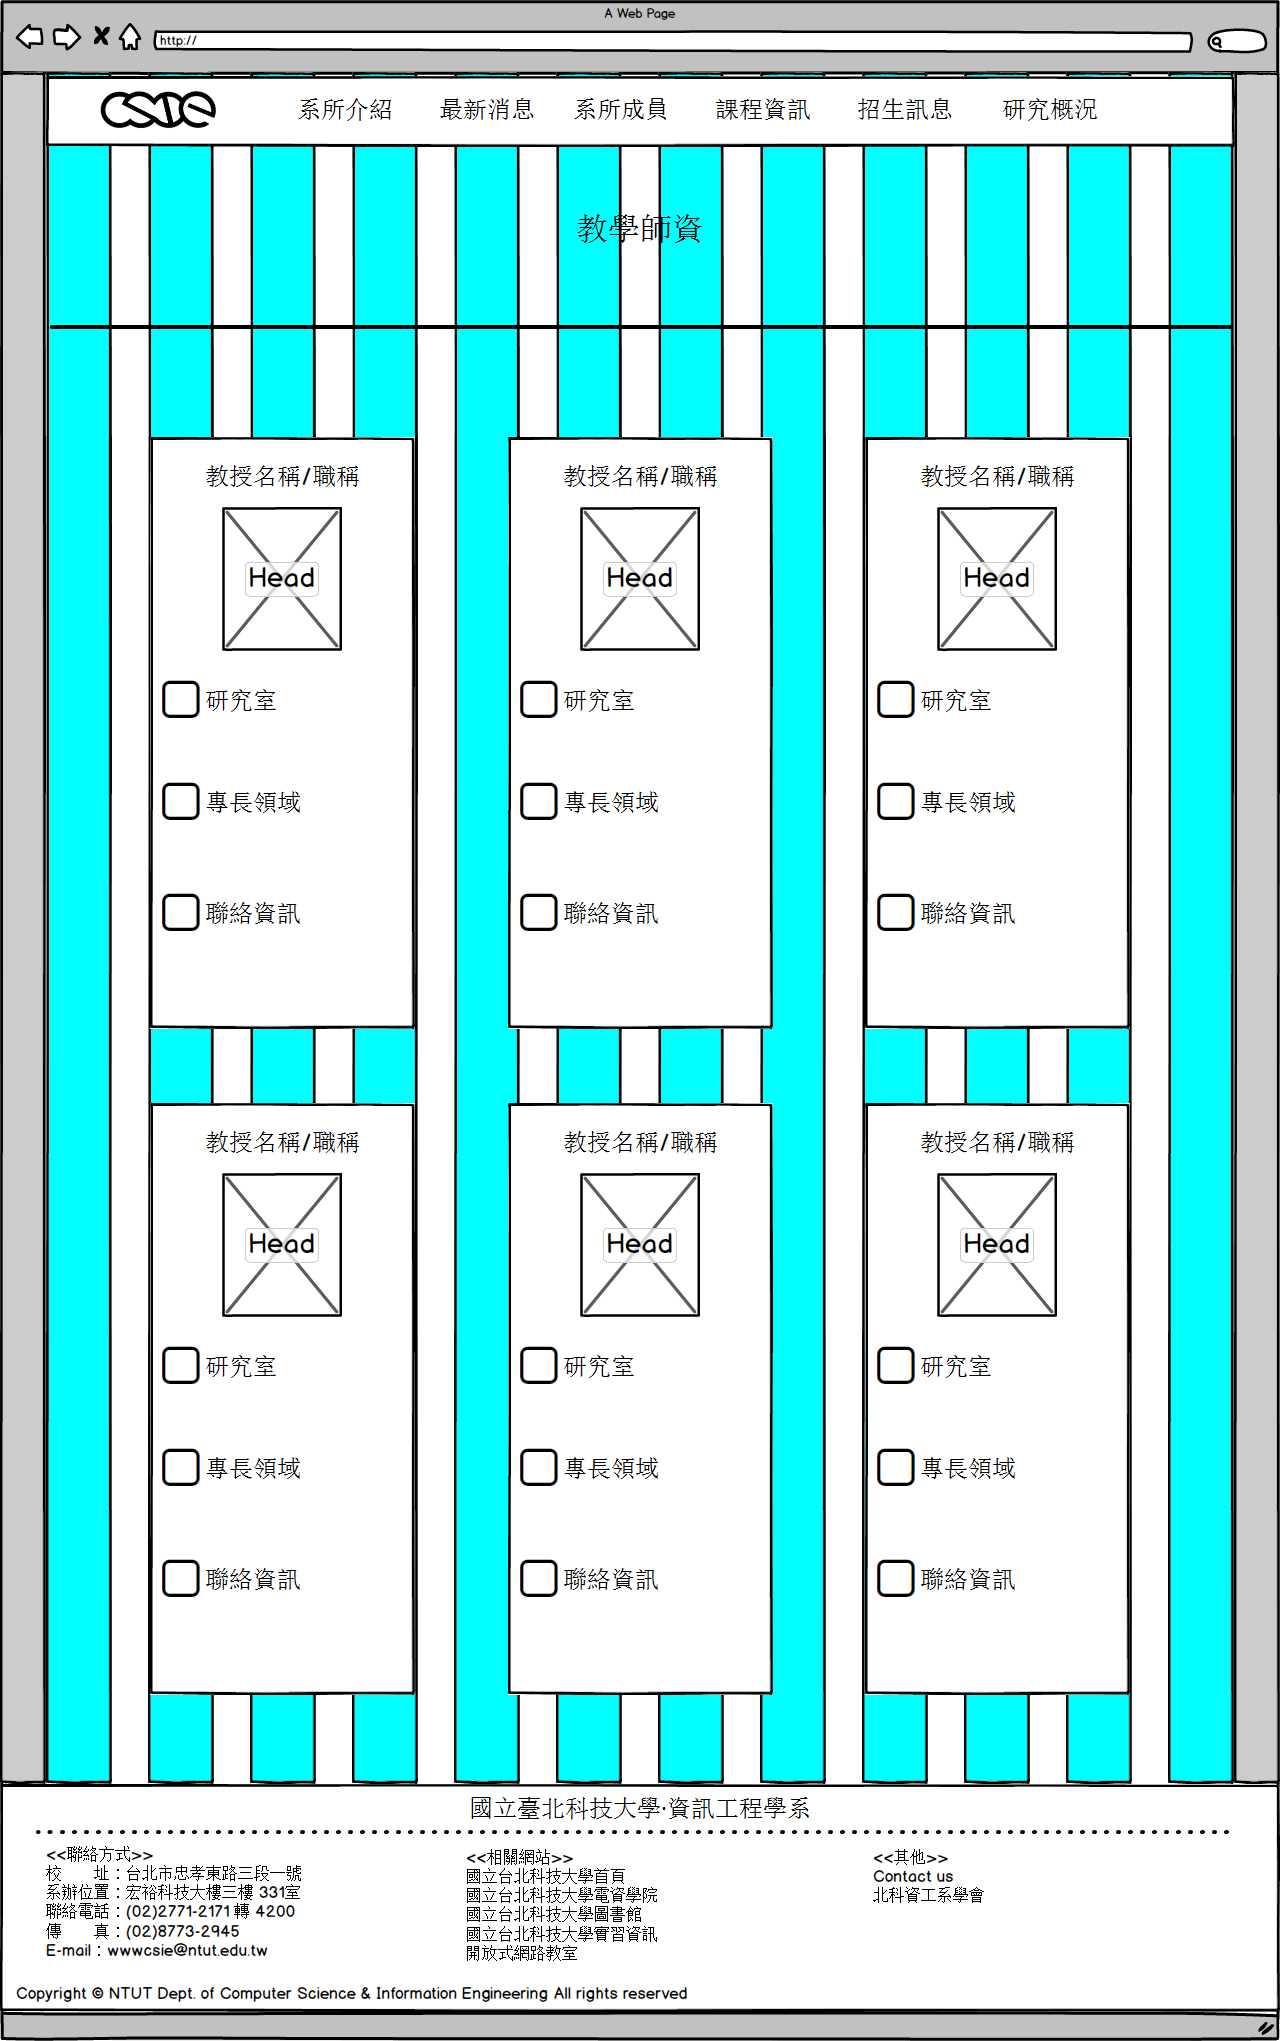 A Web Page
http://
CSIE
系所介紹 最新消息 系所成員 課程資訊 招生訊息 研究概況
教學師資
教授名稱/職稱 教授名稱/職稱 教授名稱/職稱
Head Head Head
研究室 研究室 研究室
專長領域 專長領域 專長領域
聯絡資訊 聯絡資訊 聯絡資訊
教授名稱/職稱 教授名稱/職稱 教授名稱/職稱
Head Head Head
研究室 研究室 研究室
專長領域 專長領域 專長領域
聯絡資訊 聯絡資訊 聯絡資訊
國立臺北科技大學·資訊工程學系
<<聯絡方式>>
校　　址：台北市忠孝東路三段一號
系辦位置：宏裕科技大樓三樓 331室
聯絡電話：(02)2771-2171 轉 4200
傳　　真：(02)8773-2945
E-mail：wwwcsie@ntut.edu.tw
<<相關網站>>
國立台北科技大學首頁
國立台北科技大學電資學院
國立台北科技大學圖書館
國立台北科技大學實習資訊
開放式網路教室
<<其他>>
Contact us
北科資工系學會
Copyright © NTUT Dept. of Computer Science & Information Engineering All rights reserved